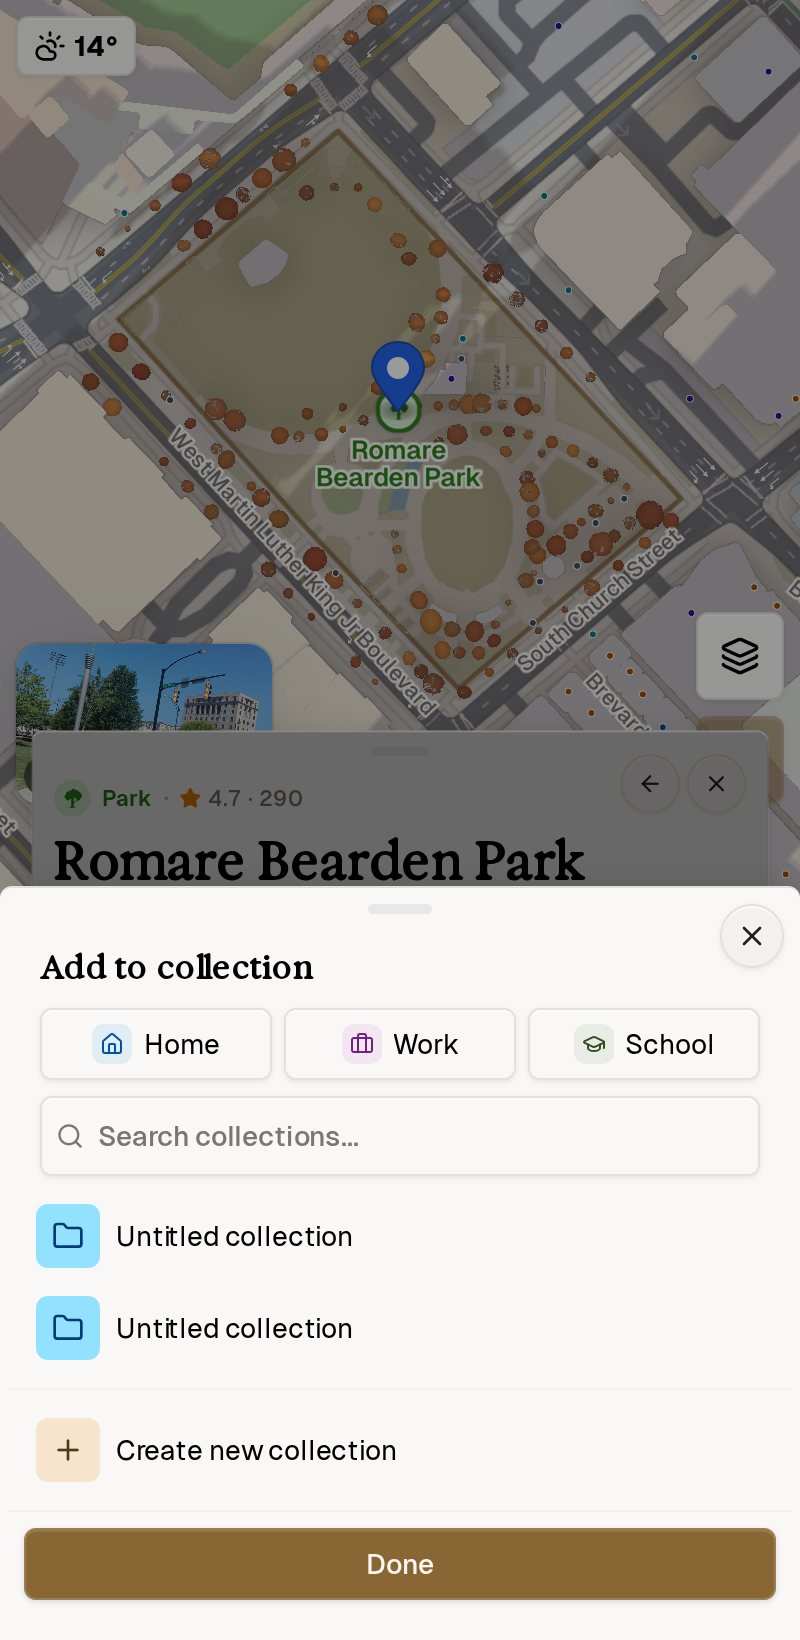 14°
Romare
Bearden Park
West Martin Luther King Jr Boulevard
South Church Street
Brevard
Park · 4.7 · 290
Romare Bearden Park
Add to collection
Home
Work
School
Search collections...
Untitled collection
Untitled collection
Create new collection
Done